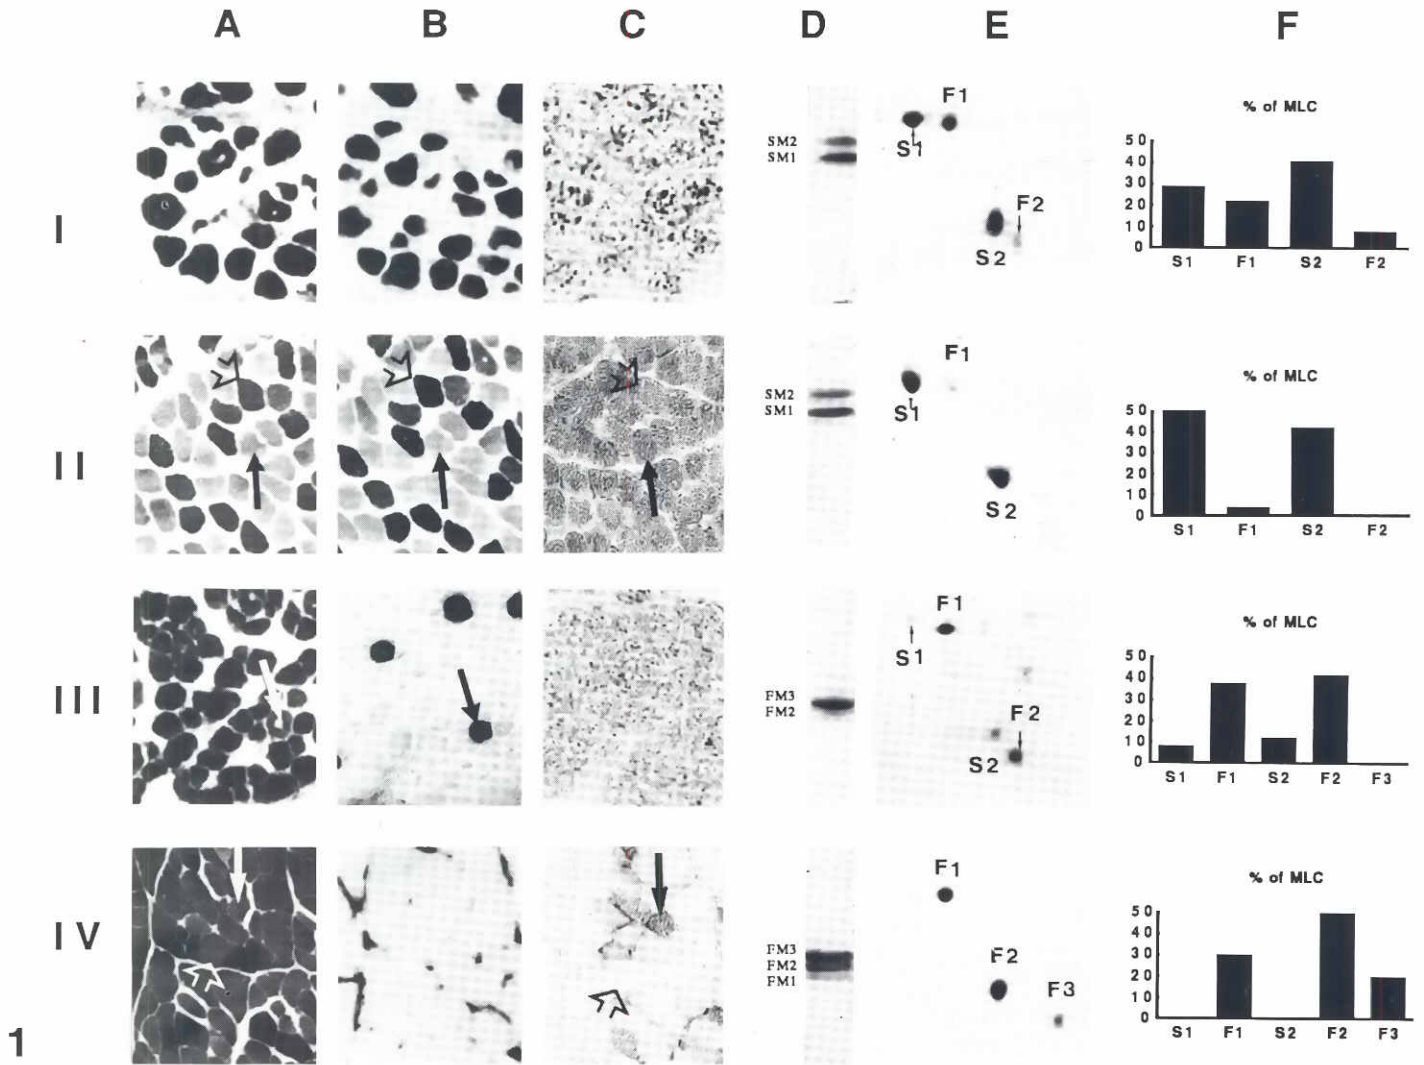 A B C D E F
I
SM2
SM1
F1
S1
F2
S2
% of MLC
50
40
30
20
10
0
S1 F1 S2 F2
II
SM2
SM1
F1
S1
S2
% of MLC
50
40
30
20
10
0
S1 F1 S2 F2
III
FM3
FM2
F1
S1
F2
S2
% of MLC
50
40
30
20
10
0
S1 F1 S2 F2 F3
IV
FM3
FM2
FM1
F1
F2
F3
% of MLC
50
40
30
20
10
0
S1 F1 S2 F2 F3
1